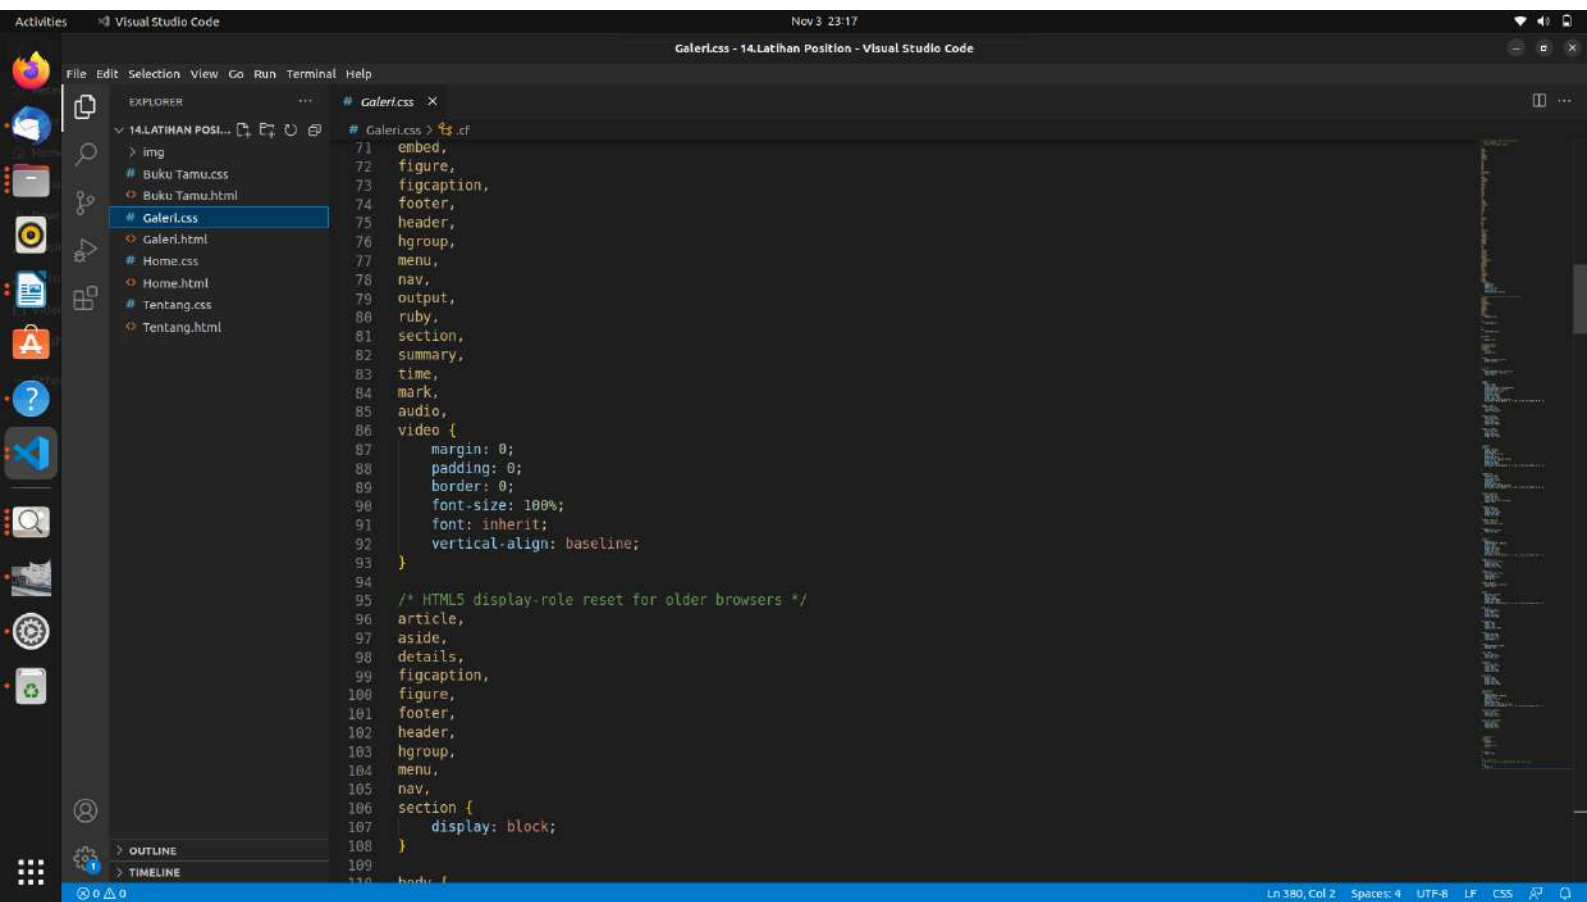 Activities
Visual Studio Code
Nov 3 23:17
Galeri.css - 14.Latihan Position - Visual Studio Code
File Edit Selection View Go Run Terminal Help
EXPLORER
# Galeri.css
14.LATIHAN POSI...
# Galeri.css > .cf
> img
# Buku Tamu.css
<> Buku Tamu.html
# Galeri.css
<> Galeri.html
# Home.css
<> Home.html
# Tentang.css
<> Tentang.html
71 embed,
72 figure,
73 figcaption,
74 footer,
75 header,
76 hgroup,
77 menu,
78 nav,
79 output,
80 ruby,
81 section,
82 summary,
83 time,
84 mark,
85 audio,
86 video {
87 margin: 0;
88 padding: 0;
89 border: 0;
90 font-size: 100%;
91 font: inherit;
92 vertical-align: baseline;
93 }
94
95 /* HTML5 display-role reset for older browsers */
96 article,
97 aside,
98 details,
99 figcaption,
100 figure,
101 footer,
102 header,
103 hgroup,
104 menu,
105 nav,
106 section {
107 display: block;
108 }
109
110 body {
> OUTLINE
> TIMELINE
1
0 0
Ln 380, Col 2 Spaces: 4 UTF-8 LF CSS